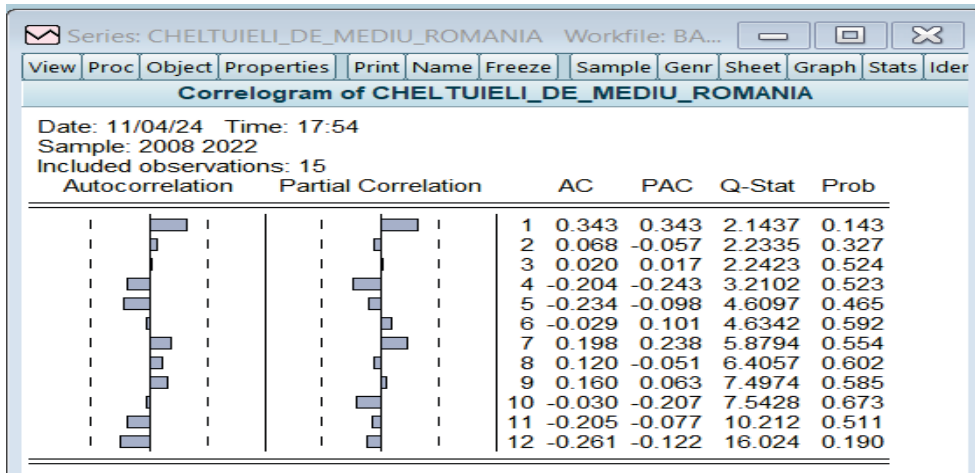 Series: CHELTUIELI_DE_MEDIU_ROMANIA Workfile: BA...
View Proc Object Properties Print Name Freeze Sample Genr Sheet Graph Stats Iden
Correlogram of CHELTUIELI_DE_MEDIU_ROMANIA
Date: 11/04/24 Time: 17:54
Sample: 2008 2022
Included observations: 15
Autocorrelation Partial Correlation AC PAC Q-Stat Prob
1 0.343 0.343 2.1437 0.143
2 0.068 -0.057 2.2335 0.327
3 0.020 0.017 2.2423 0.524
4 -0.204 -0.243 3.2102 0.523
5 -0.234 -0.098 4.6097 0.465
6 -0.029 0.101 4.6342 0.592
7 0.198 0.238 5.8794 0.554
8 0.120 -0.051 6.4057 0.602
9 0.160 0.063 7.4974 0.585
10 -0.030 -0.207 7.5428 0.673
11 -0.205 -0.077 10.212 0.511
12 -0.261 -0.122 16.024 0.190